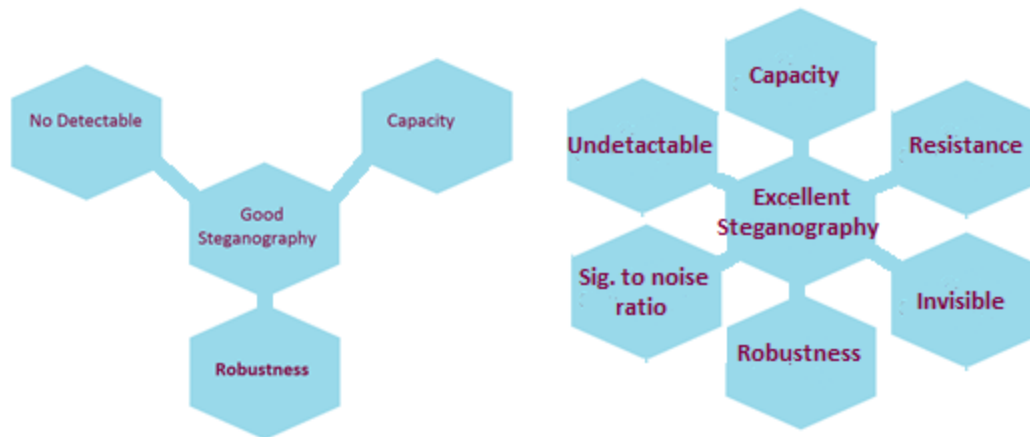 No Detectable
Capacity
Good
Steganography
Robustness
Capacity
Undetactable
Resistance
Excellent
Steganography
Sig. to noise
ratio
Invisible
Robustness